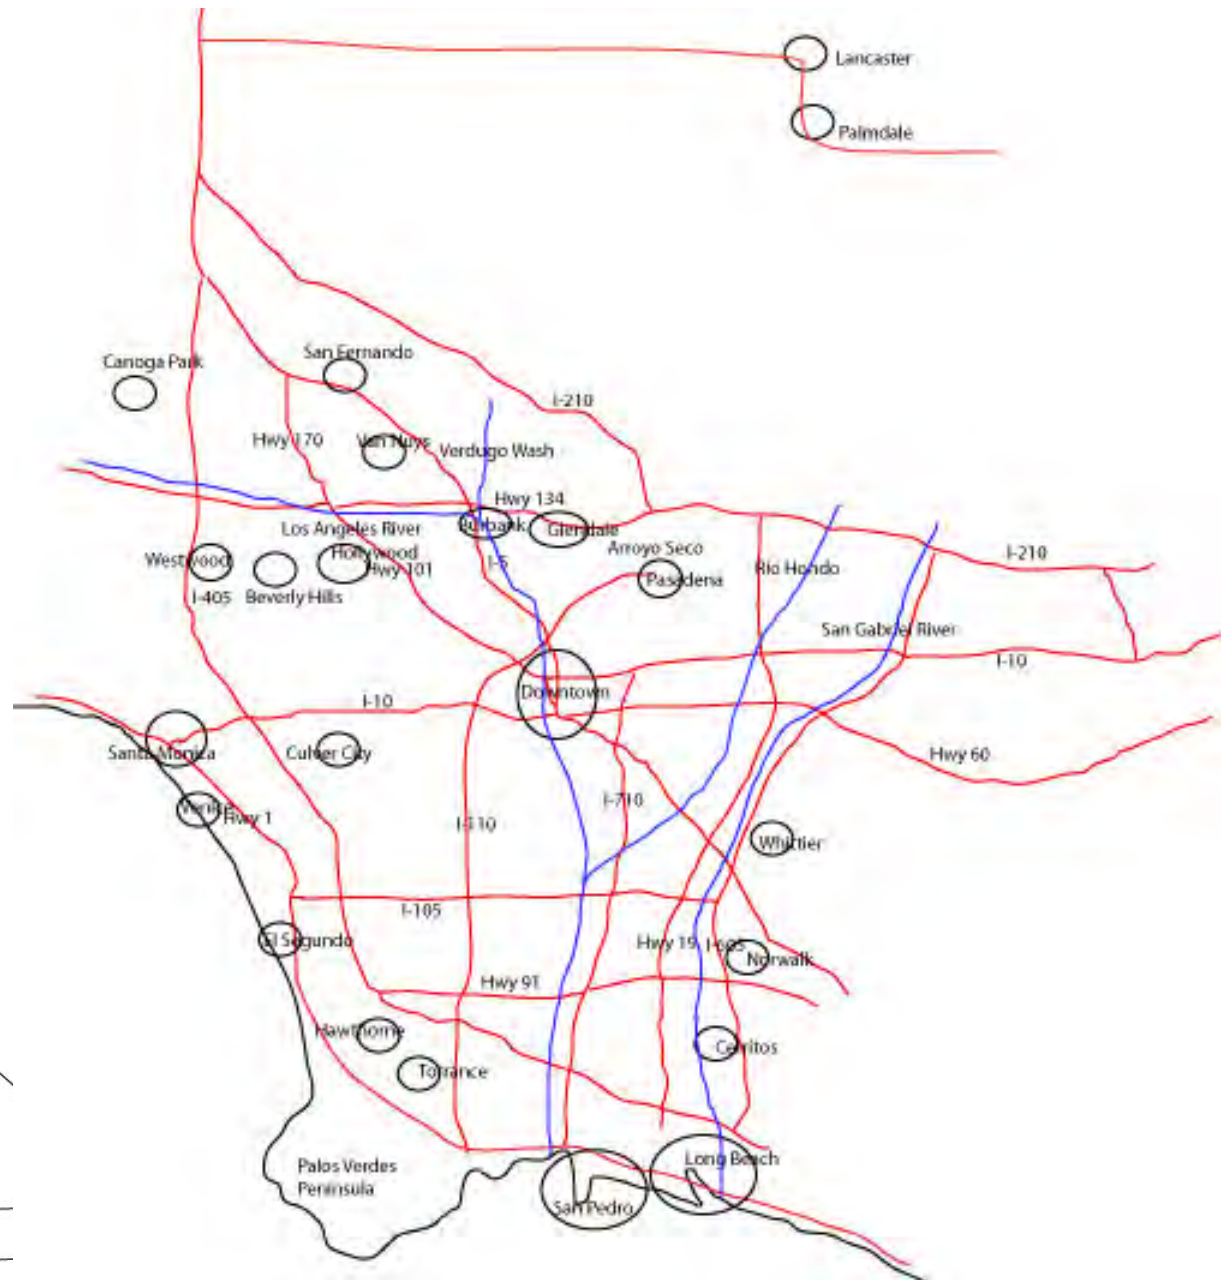 Lancaster
Palmdale
San Fernando
Canoga Park
I-210
Hwy 170
Van Nuys
Verdugo Wash
Hwy 134
Los Angeles River
Burbank
Glendale
Arroyo Seco
I-210
Westwood
Hollywood
Hwy 101
I-5
Pasadena
Rio Hondo
I-405
Beverly Hills
San Gabriel River
I-10
Downtown
I-10
Santa Monica
Culver City
Hwy 60
Venice
Hwy 1
I-110
I-710
Whittier
I-105
El Segundo
Hwy 19
I-605
Norwalk
Hwy 91
Hawthorne
Cerritos
Torrance
Palos Verdes
Peninsula
Long Beach
San Pedro